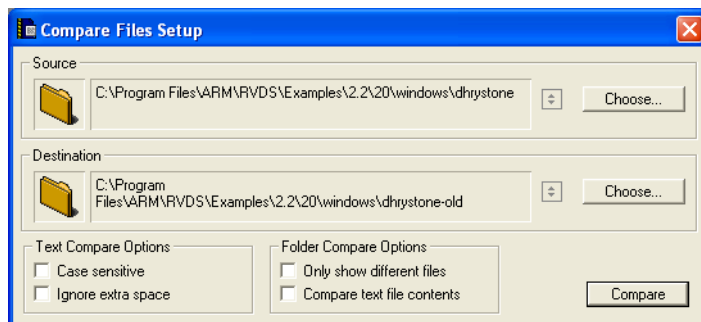 Compare Files Setup
Source
C:\Program Files\ARM\RVDS\Examples\2.2\20\windows\dhrystone
Choose...
Destination
C:\Program
Files\ARM\RVDS\Examples\2.2\20\windows\dhrystone-old
Choose...
Text Compare Options
Case sensitive
Ignore extra space
Folder Compare Options
Only show different files
Compare text file contents
Compare